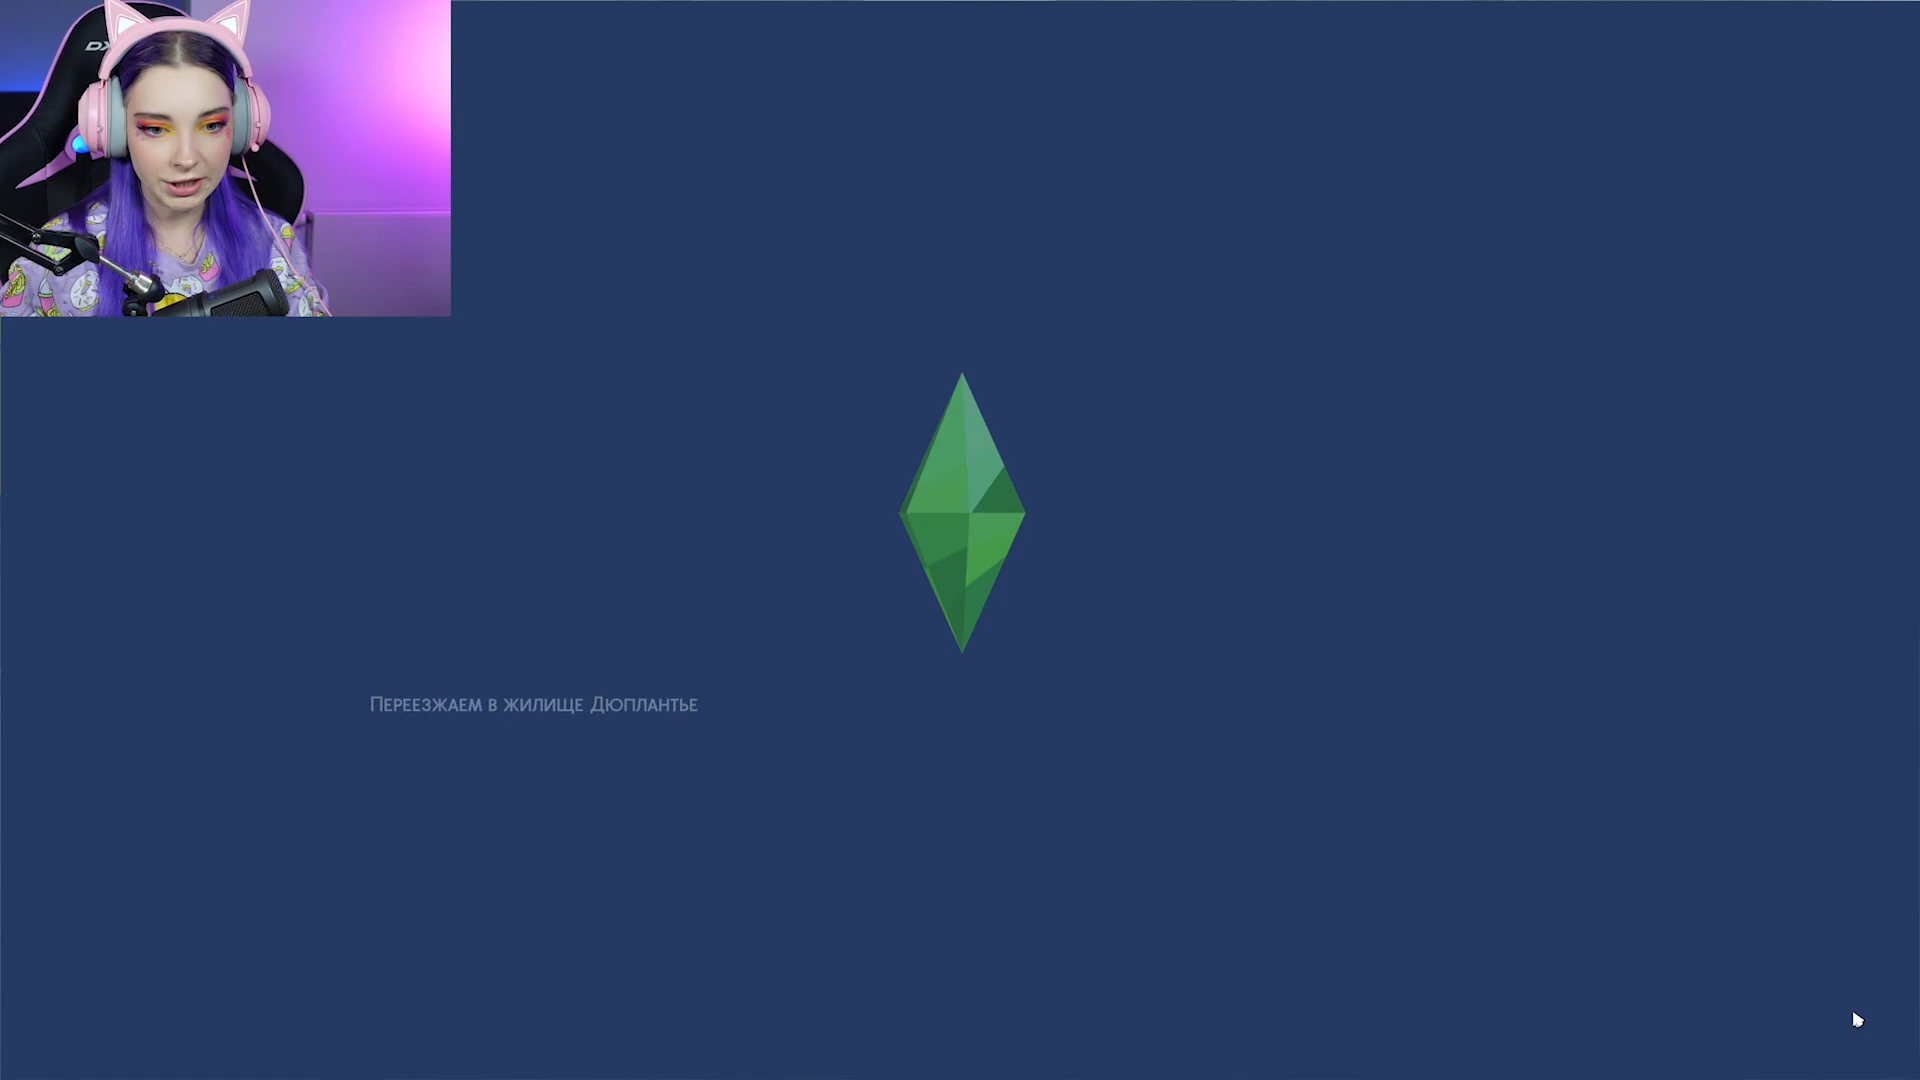 Переезжаем в жилище Дюплантье